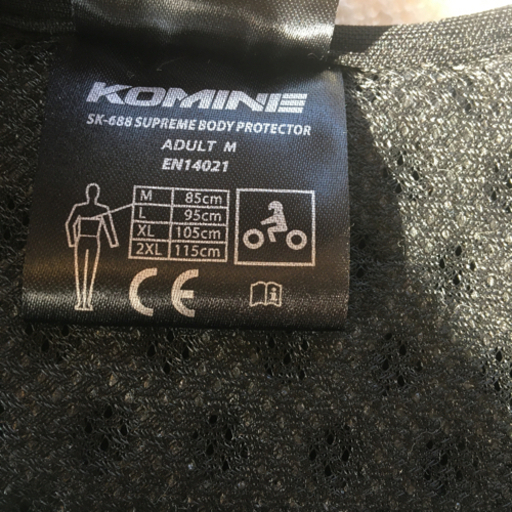 KOMINE
SK-688 SUPREME BODY PROTECTOR
ADULT M
EN14021
M 85cm
L 95cm
XL 105cm
2XL 115cm
CE
i